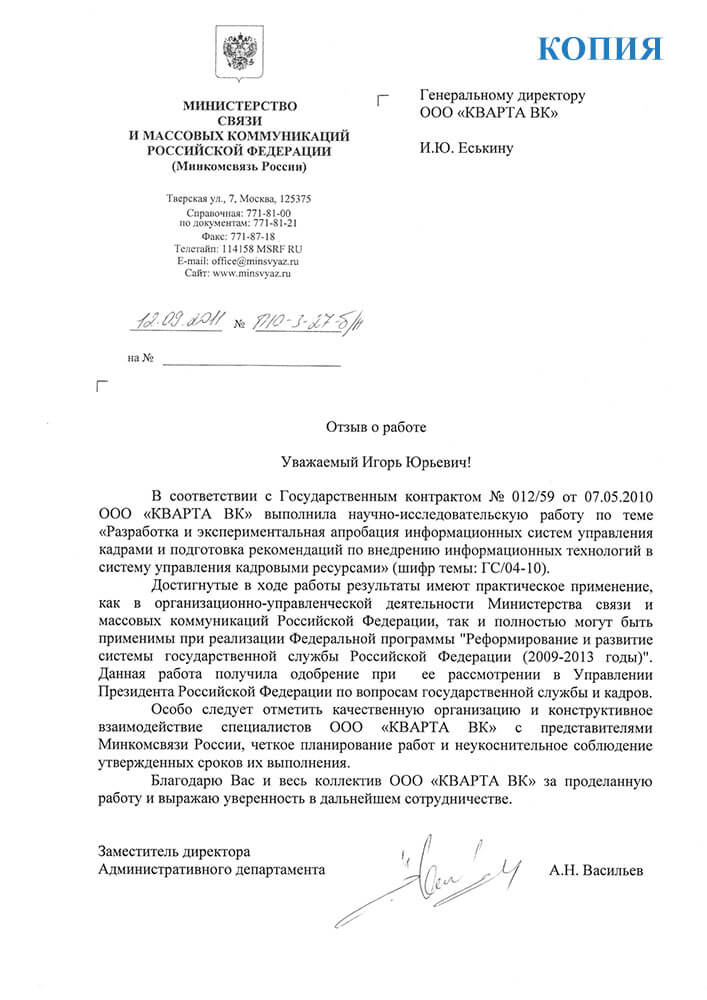 КОПИЯ
МИНИСТЕРСТВО
СВЯЗИ
И МАССОВЫХ КОММУНИКАЦИЙ
РОССИЙСКОЙ ФЕДЕРАЦИИ
(Минкомсвязь России)
Тверская ул., 7, Москва, 125375
Справочная: 771-81-00
по документам: 771-81-21
Факс: 771-87-18
Телетайп: 114158 MSRF RU
E-mail: office@minsvyaz.ru
Сайт: www.minsvyaz.ru
Генеральному директору
ООО «КВАРТА ВК»
И.Ю. Еськину
12.09.2011 № П10-3-27-б/н
на №
Отзыв о работе
Уважаемый Игорь Юрьевич!
В соответствии с Государственным контрактом № 012/59 от 07.05.2010
ООО «КВАРТА ВК» выполнила научно-исследовательскую работу по теме
«Разработка и экспериментальная апробация информационных систем управления
кадрами и подготовка рекомендаций по внедрению информационных технологий в
систему управления кадровыми ресурсами» (шифр темы: ГС/04-10).
Достигнутые в ходе работы результаты имеют практическое применение,
как в организационно-управленческой деятельности Министерства связи и
массовых коммуникаций Российской Федерации, так и полностью могут быть
применимы при реализации Федеральной программы "Реформирование и развитие
системы государственной службы Российской Федерации (2009-2013 годы)".
Данная работа получила одобрение при ее рассмотрении в Управлении
Президента Российской Федерации по вопросам государственной службы и кадров.
Особо следует отметить качественную организацию и конструктивное
взаимодействие специалистов ООО «КВАРТА ВК» с представителями
Минкомсвязи России, четкое планирование работ и неукоснительное соблюдение
утвержденных сроков их выполнения.
Благодарю Вас и весь коллектив ООО «КВАРТА ВК» за проделанную
работу и выражаю уверенность в дальнейшем сотрудничестве.
Заместитель директора
Административного департамента
А.Н. Васильев